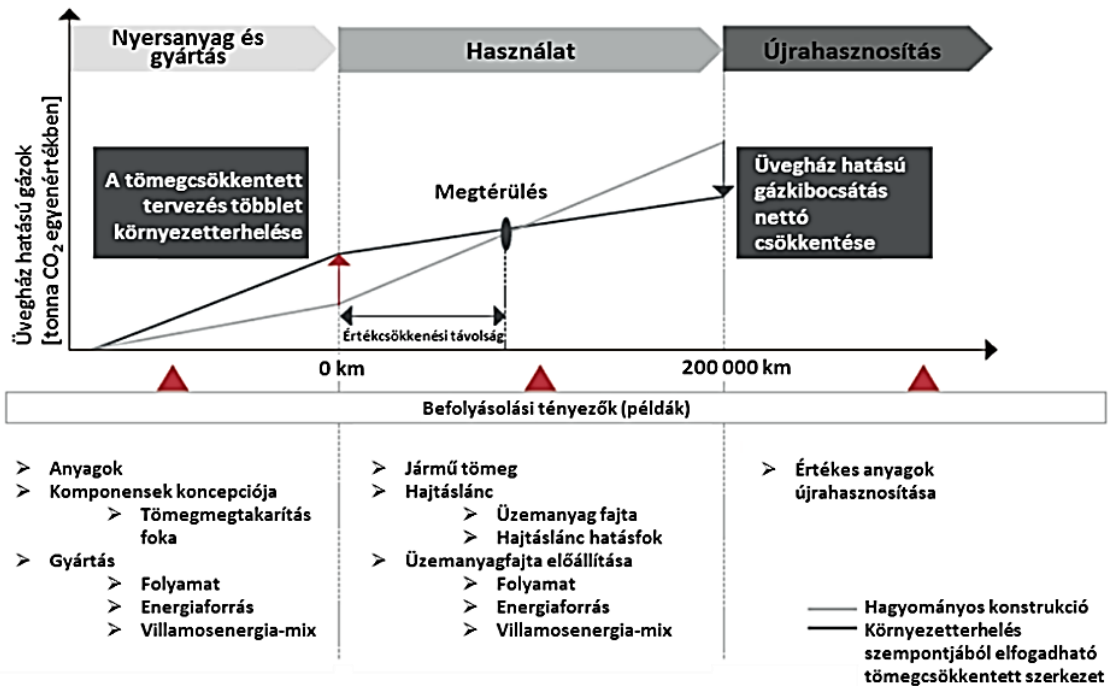 Nyersanyag és
gyártás
Használat
Újrahasznosítás
Üvegház hatású gázok
[tonna CO₂ egyenértékben]
A tömegcsökkentett
tervezés többlet
környezetterhelése
Megtérülés
Üvegház hatású
gázkibocsátás
nettó
csökkentése
Értékcsökkenési távolság
0 km
200 000 km
Befolyásolási tényezők (példák)
➢ Anyagok
➢ Komponensek koncepciója
➢ Tömegmegtakarítás
foka
➢ Gyártás
➢ Folyamat
➢ Energiaforrás
➢ Villamosenergia-mix
➢ Jármű tömeg
➢ Hajtáslánc
➢ Üzemanyag fajta
➢ Hajtáslánc hatásfok
➢ Üzemanyagfajta előállítása
➢ Folyamat
➢ Energiaforrás
➢ Villamosenergia-mix
➢ Értékes anyagok
újrahasznosítása
Hagyományos konstrukció
Környezetterhelés
szempontjából elfogadható
tömegcsökkentett szerkezet